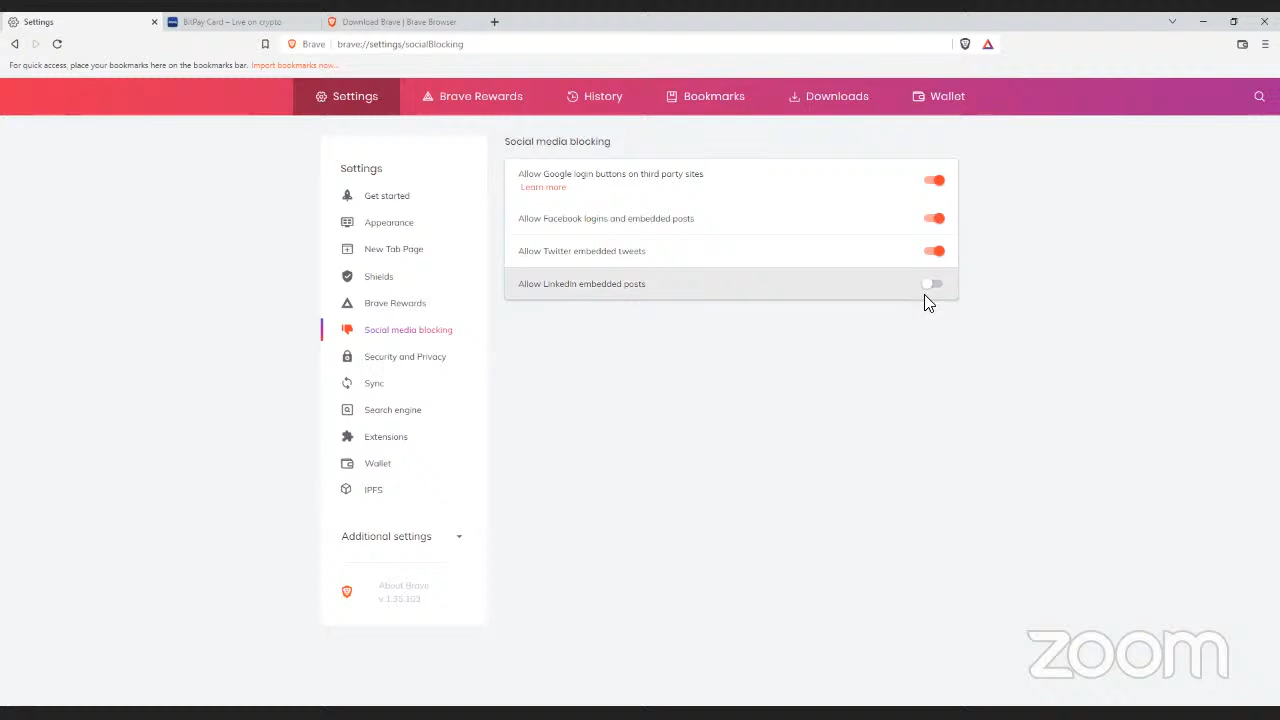 Settings
BitPay Card – Live on crypto
Download Brave | Brave Browser
Brave
brave://settings/socialBlocking
For quick access, place your bookmarks here on the bookmarks bar. Import bookmarks now...
Settings
Brave Rewards
History
Bookmarks
Downloads
Wallet
Settings
Get started
Appearance
New Tab Page
Shields
Brave Rewards
Social media blocking
Security and Privacy
Sync
Search engine
Extensions
Wallet
IPFS
Additional settings
About Brave
v 1.35.103
Social media blocking
Allow Google login buttons on third party sites
Learn more
Allow Facebook logins and embedded posts
Allow Twitter embedded tweets
Allow LinkedIn embedded posts
zoom